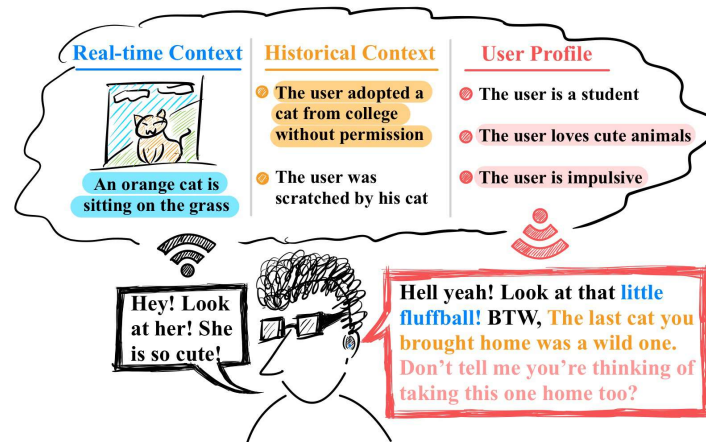 Real-time Context
An orange cat is
sitting on the grass
Historical Context
The user adopted a
cat from college
without permission
The user was
scratched by his cat
User Profile
The user is a student
The user loves cute animals
The user is impulsive
Hey! Look
at her! She
is so cute!
Hell yeah! Look at that little
fluffball! BTW, The last cat you
brought home was a wild one.
Don't tell me you're thinking of
taking this one home too?